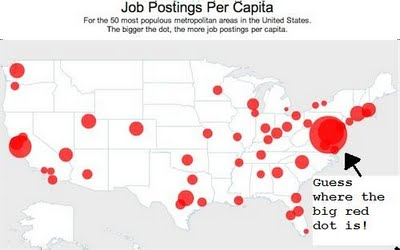 Job Postings Per Capita
For the 50 most populous metropolitan areas in the United States.
The bigger the dot, the more job postings per capita.
Guess
where the
big red
dot is!